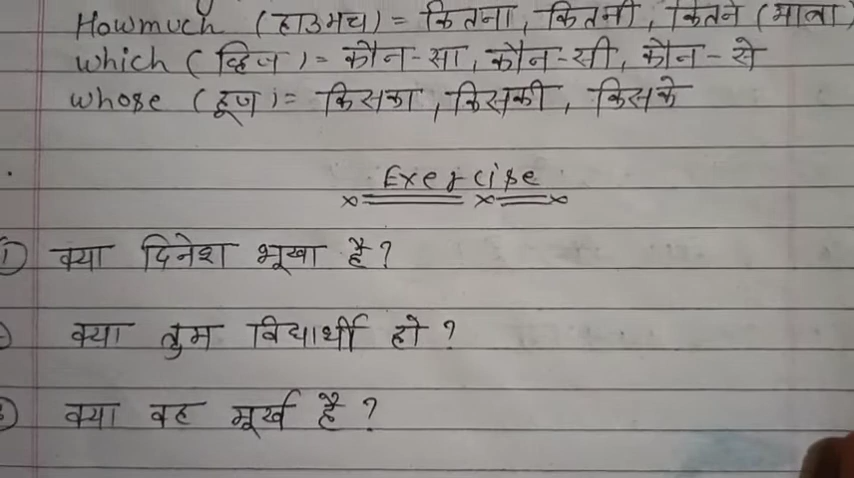 Howmuch (हाउमच) = कितना, कितनी, कितने (मात्रा)
which (व्हिज) = कौन-सा, कौन-सी, कौन-से
whose (हूज) = किसका, किसकी, किसके
Exercise
① क्या दिनेश भूखा है?
क्या तुम विद्यार्थी हो?
क्या वह मूर्ख है?